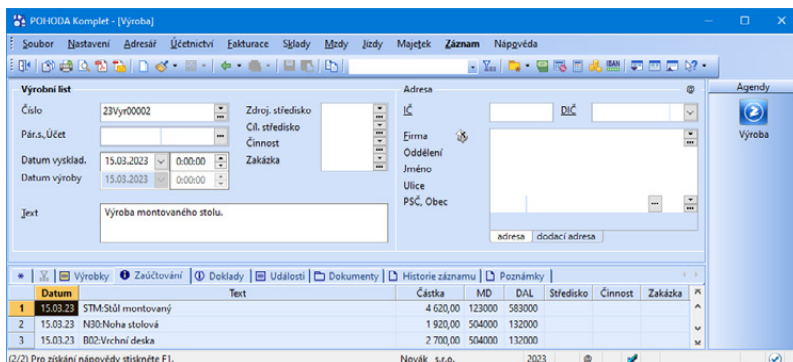 POHODA Komplet - [Výroba]
Soubor Nastavení Adresář Účetnictví Fakturace Sklady Mzdy Jízdy Majetek Záznam Nápověda
IBAN
Výrobní list
Adresa
@
Agendy
Číslo 23Vyr00002 Zdroj. středisko
IČ DIČ
2
Výroba
Pár.s,Účet Cíl. středisko
Činnost
Firma
Oddělení
Datum vysklad. 15.03.2023 0:00:00 Zakázka
Jméno
Datum výroby 15.03.2023 0:00:00
Ulice
PSČ, Obec
Text Výroba montovaného stolu.
adresa dodací adresa
* Výrobky Zaúčtování Doklady Události Dokumenty Historie záznamu Poznámky
Datum Text Částka MD DAL Středisko Činnost Zakázka
1 15.03.23 STM:Stůl montovaný 4 620,00 123000 583000
2 15.03.23 N30:Noha stolová 1 920,00 504000 132000
3 15.03.23 B02:Vrchní deska 2 700,00 504000 132000
(2/2) Pro získání nápovědy stiskněte F1. Novák s.r.o. 2023 @